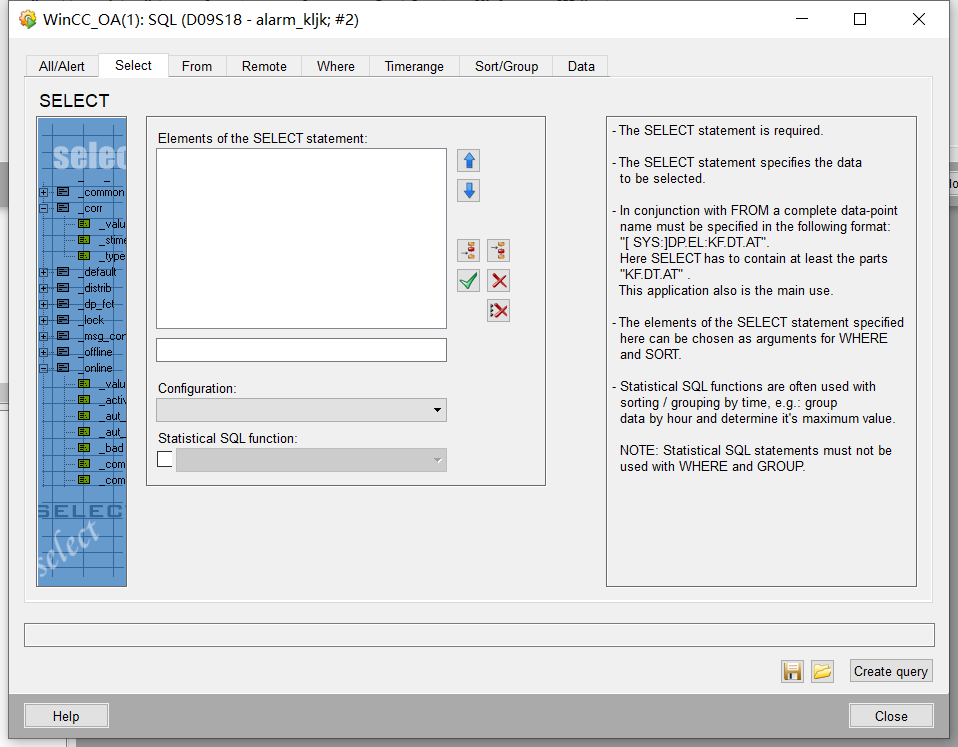 WinCC_OA(1): SQL (D09S18 - alarm_kljk; #2)
All/Alert
Select
From
Remote
Where
Timerange
Sort/Group
Data
SELECT
Elements of the SELECT statement:
Configuration:
Statistical SQL function:
selec
_common
_corr
_valu
_stime
_type
_default
_distrib
_dp_fct
_lock
_msg_con
_offline
_online
_valu
_activ
_aut_
_aut_
_bad
_com
_com
SELECT
select
- The SELECT statement is required.
- The SELECT statement specifies the data
to be selected.
- In conjunction with FROM a complete data-point
name must be specified in the following format:
"[ SYS:]DP.EL:KF.DT.AT".
Here SELECT has to contain at least the parts
"KF.DT.AT" .
This application also is the main use.
- The elements of the SELECT statement specified
here can be chosen as arguments for WHERE
and SORT.
- Statistical SQL functions are often used with
sorting / grouping by time, e.g.: group
data by hour and determine it's maximum value.
NOTE: Statistical SQL statements must not be
used with WHERE and GROUP.
Create query
Help
Close